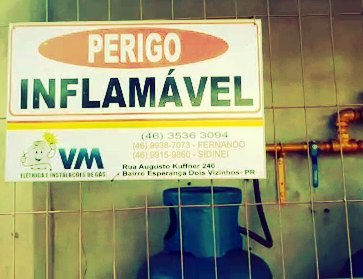 PERIGO
INFLAMÁVEL
(46) 3536 3094
(46) 9938-7073 - FERNANDO
(46) 9915-9860 - SIDINEI
VM
ELÉTRICA E INSTALAÇÕES DE GÁS
Rua Augusto Kuffner 240
Bairro Esperança Dois Vizinhos- PR